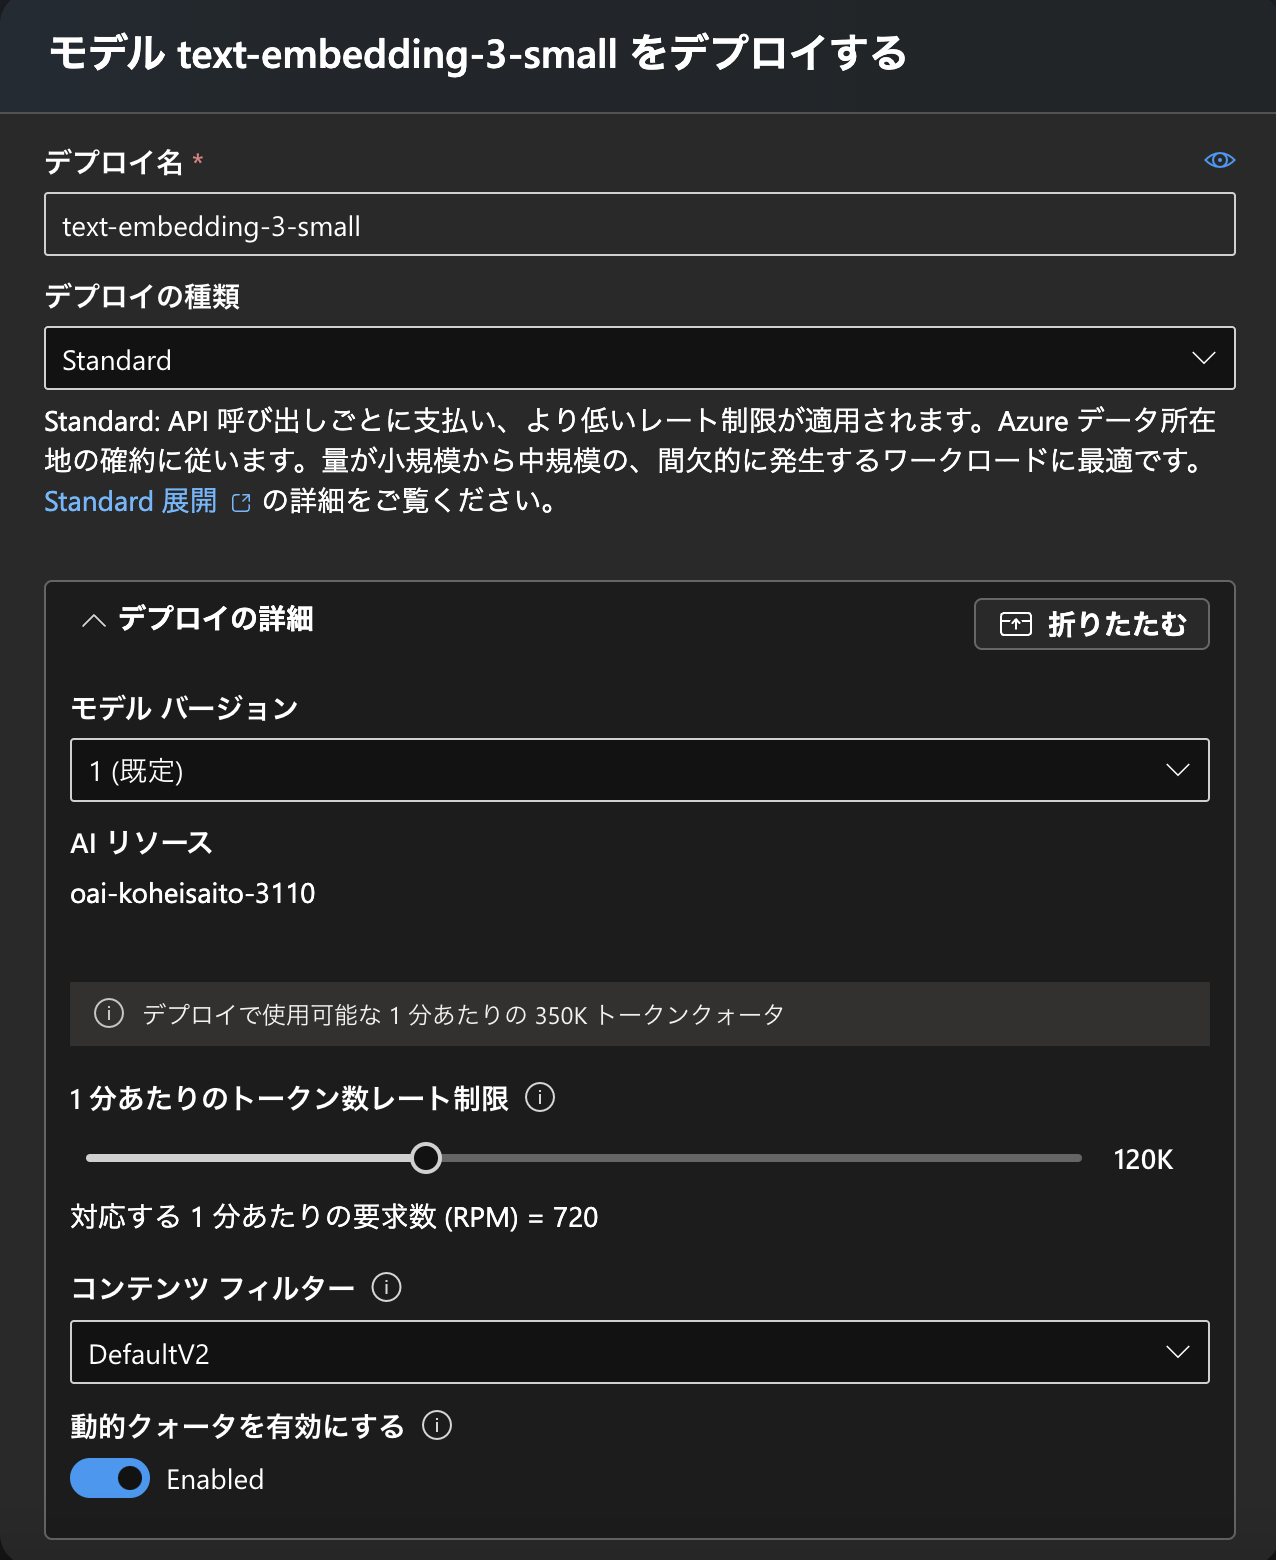 モデル text-embedding-3-small をデプロイする
デプロイ名 *
text-embedding-3-small
デプロイの種類
Standard
Standard: API 呼び出しごとに支払い、より低いレート制限が適用されます。Azure データ所在
地の確約に従います。量が小規模から中規模の、間欠的に発生するワークロードに最適です。
Standard 展開 の詳細をご覧ください。
デプロイの詳細
折りたたむ
モデル バージョン
1 (既定)
AI リソース
oai-koheisaito-3110
デプロイで使用可能な 1 分あたりの 350K トークンクォータ
1 分あたりのトークン数レート制限
120K
対応する 1 分あたりの要求数 (RPM) = 720
コンテンツ フィルター
DefaultV2
動的クォータを有効にする
Enabled